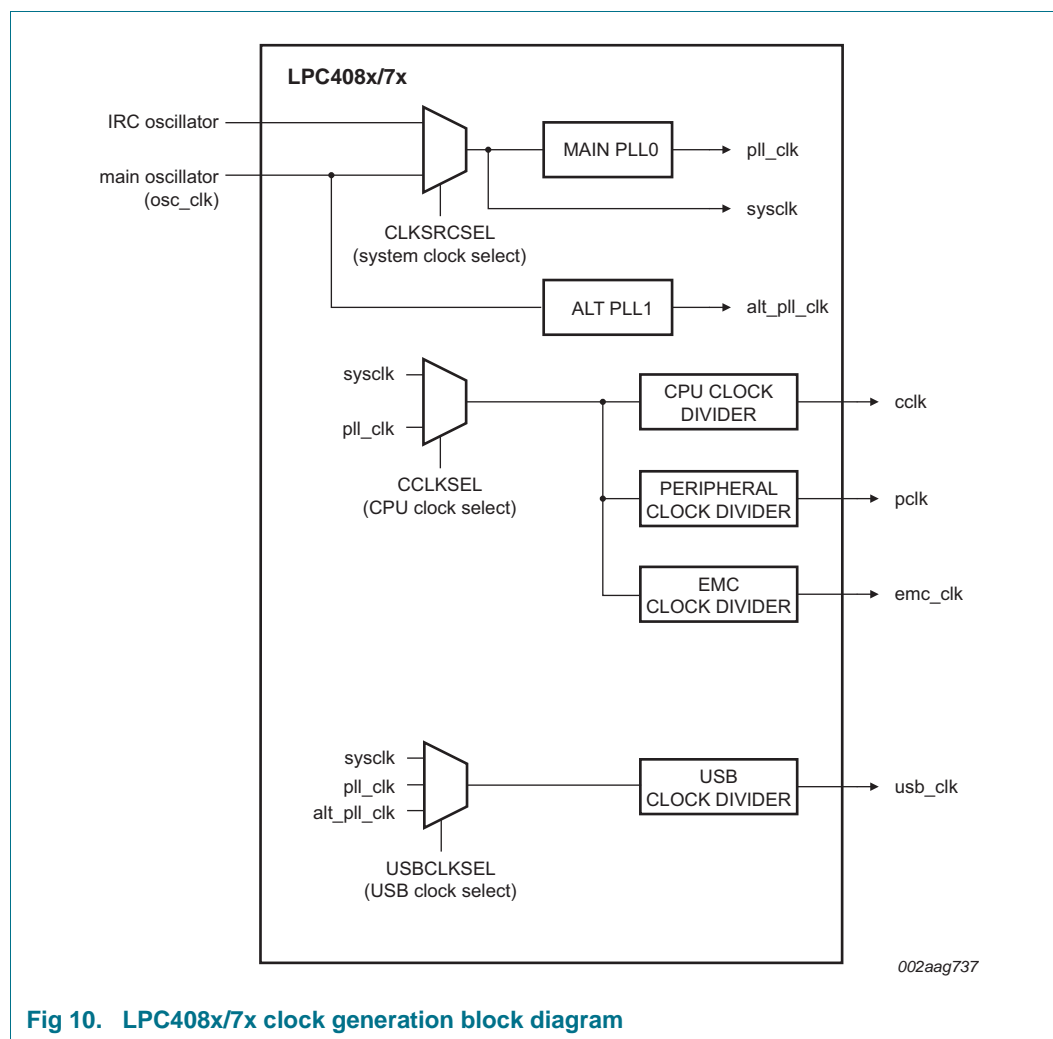 LPC408x/7x
IRC oscillator
main oscillator
(osc_clk)
CLKSRCSEL
(system clock select)
MAIN PLL0
pll_clk
sysclk
ALT PLL1
alt_pll_clk
sysclk
pll_clk
CCLKSEL
(CPU clock select)
CPU CLOCK
DIVIDER
cclk
PERIPHERAL
CLOCK DIVIDER
pclk
EMC
CLOCK DIVIDER
emc_clk
sysclk
pll_clk
alt_pll_clk
USBCLKSEL
(USB clock select)
USB
CLOCK DIVIDER
usb_clk
002aag737
Fig 10. LPC408x/7x clock generation block diagram